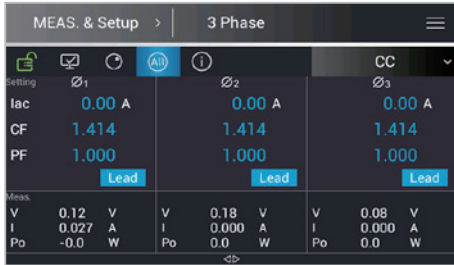 MEAS. & Setup > 3 Phase
All i CC
Setting Ø1 Ø2 Ø3
Iac 0.00 A 0.00 A 0.00 A
CF 1.414 1.414 1.414
PF 1.000 1.000 1.000
Lead Lead Lead
Meas.
V 0.12 V V 0.18 V V 0.08 V
I 0.027 A I 0.000 A I 0.000 A
Po -0.0 W Po 0.0 W Po 0.0 W